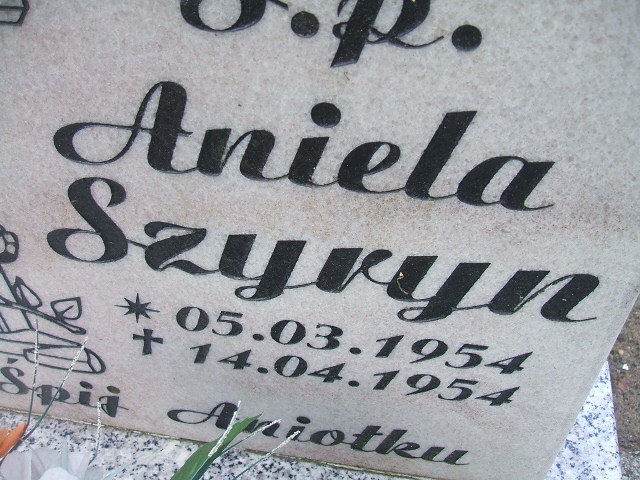 Ś.p.
Aniela
Szyryn
05.03.1954
14.04.1954
Śpij Aniołku